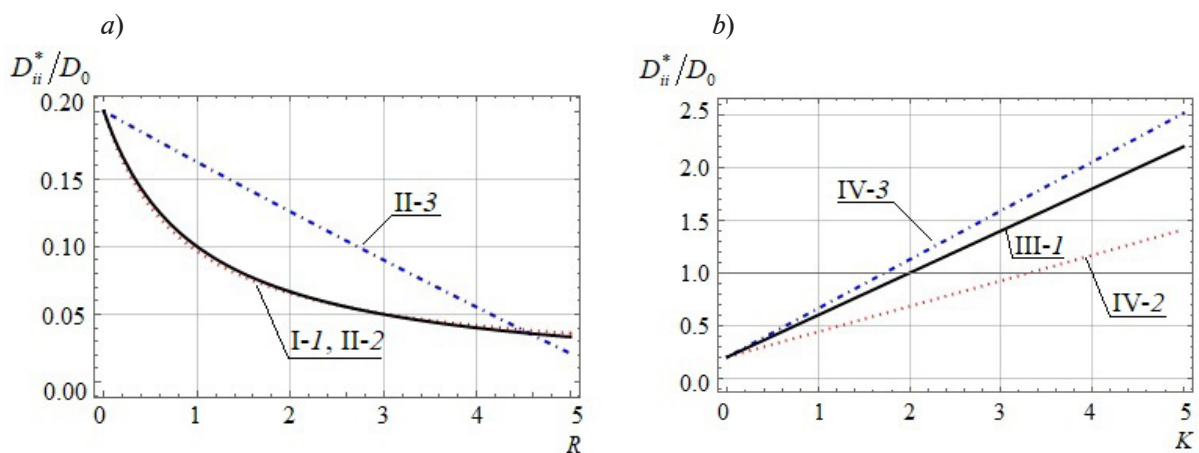 a)
D*ii/D0
0.20
0.15
0.10
0.05
0.00
II-3
I-1, II-2
0 1 2 3 4 5
R
b)
D*ii/D0
2.5
2.0
1.5
1.0
0.5
0.0
IV-3
III-1
IV-2
0 1 2 3 4 5
K